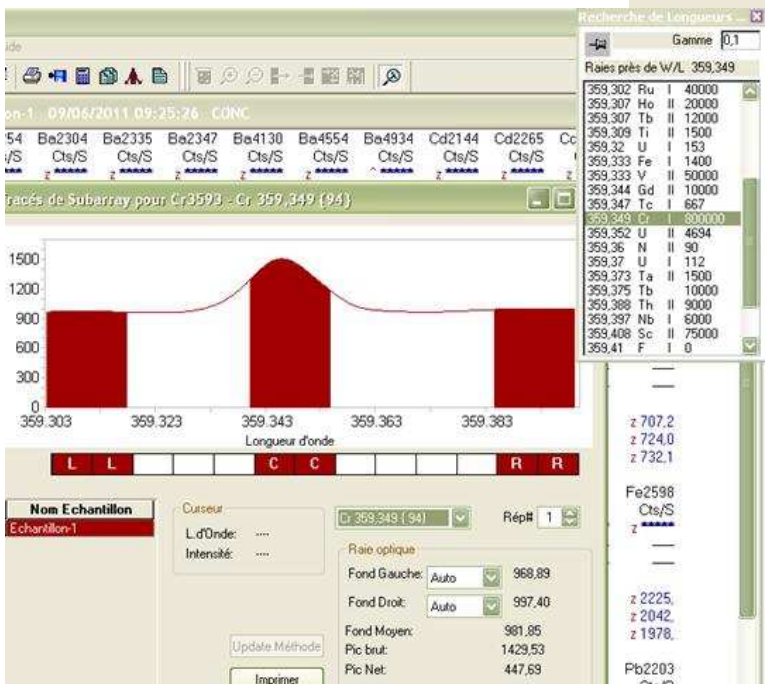 Recherche de Longueurs ...
Gamme 0,1
Raies près de W/L 359,349
359,302 Ru I 40000
359,307 Ho II 20000
359,307 Tb II 12000
359,309 Ti II 1500
359,32 U I 153
359,333 Fe I 1400
359,333 V II 50000
359,344 Gd II 10000
359,347 Tc I 667
359,349 Cr I 800000
359,352 U II 4694
359,36 N II 90
359,37 U I 112
359,373 Ta II 1500
359,375 Tb 10000
359,388 Th II 9000
359,397 Nb I 6000
359,408 Sc II 75000
359,41 F I 0
ide
on-1 09/06/2011 09:25:26 CONC
254 Ba2304 Ba2335 Ba2347 Ba4130 Ba4554 Ba4934 Cd2144 Cd2265 Cc
/S Cts/S Cts/S Cts/S Cts/S Cts/S Cts/S Cts/S Cts/S
z ***** z ***** z ***** z ***** z ***** ^ ***** z ***** z ***** z
racés de Subarray pour Cr3593 - Cr 359,349 {94}
1500
1200
900
600
300
0
359.303 359.323 359.343 359.363 359.383
Longueur d'onde
L L C C R R
Nom Echantillon
Echantillon-1
Curseur
L.d'Onde: ----
Intensité: ----
Cr 359,349 { 94}
Rép# 1
Raie optique
Fond Gauche: Auto 968,89
Fond Droit: Auto 997,40
Fond Moyen: 981,85
Pic brut: 1429,53
Pic Net: 447,69
Update Méthode
Imprimer
z 707,2
z 724,0
z 732,1
Fe2598
Cts/S
z *****
z 2225,
z 2042,
z 1978,
Pb2203